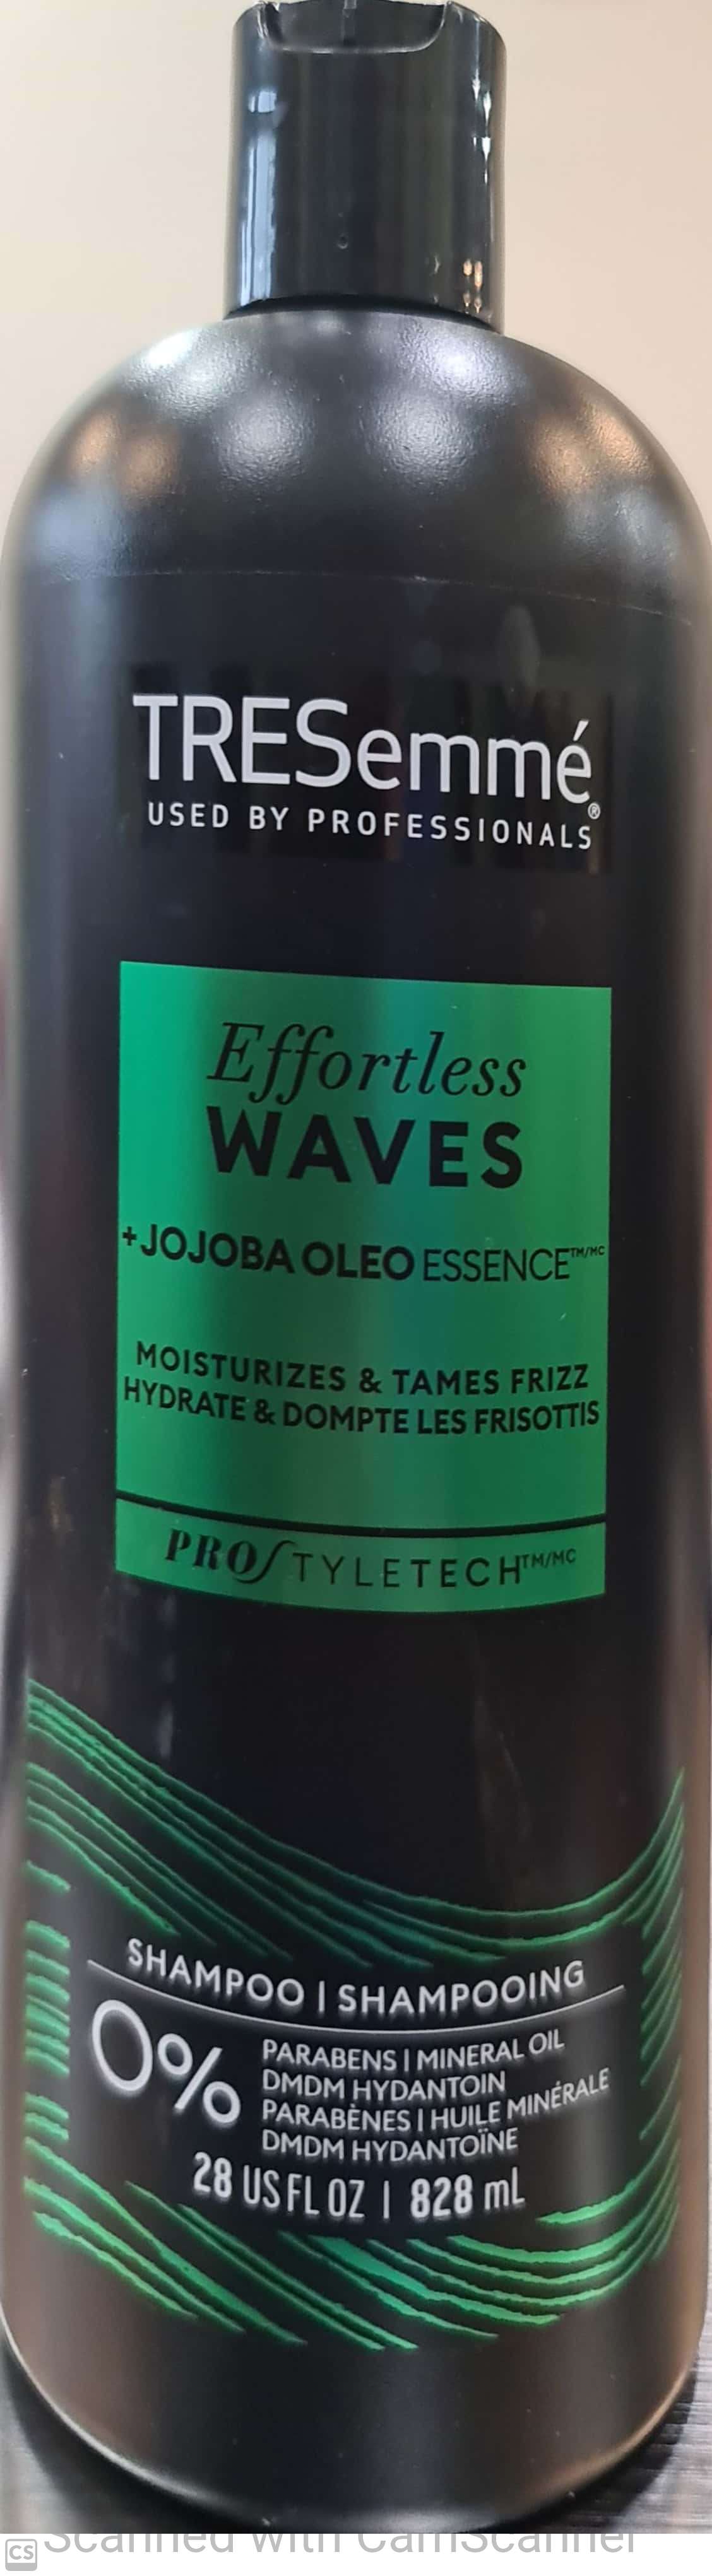 TRESemmé®
USED BY PROFESSIONALS
Effortless
WAVES
+JOJOBA OLEO ESSENCE™/MC
MOISTURIZES & TAMES FRIZZ
HYDRATE & DOMPTE LES FRISOTTIS
PROSTYLETECH™/MC
SHAMPOO | SHAMPOOING
0%
PARABENS | MINERAL OIL
DMDM HYDANTOIN
PARABÈNES | HUILE MINÉRALE
DMDM HYDANTOÏNE
28 US FL OZ | 828 mL
CS Scanned with CamScanner